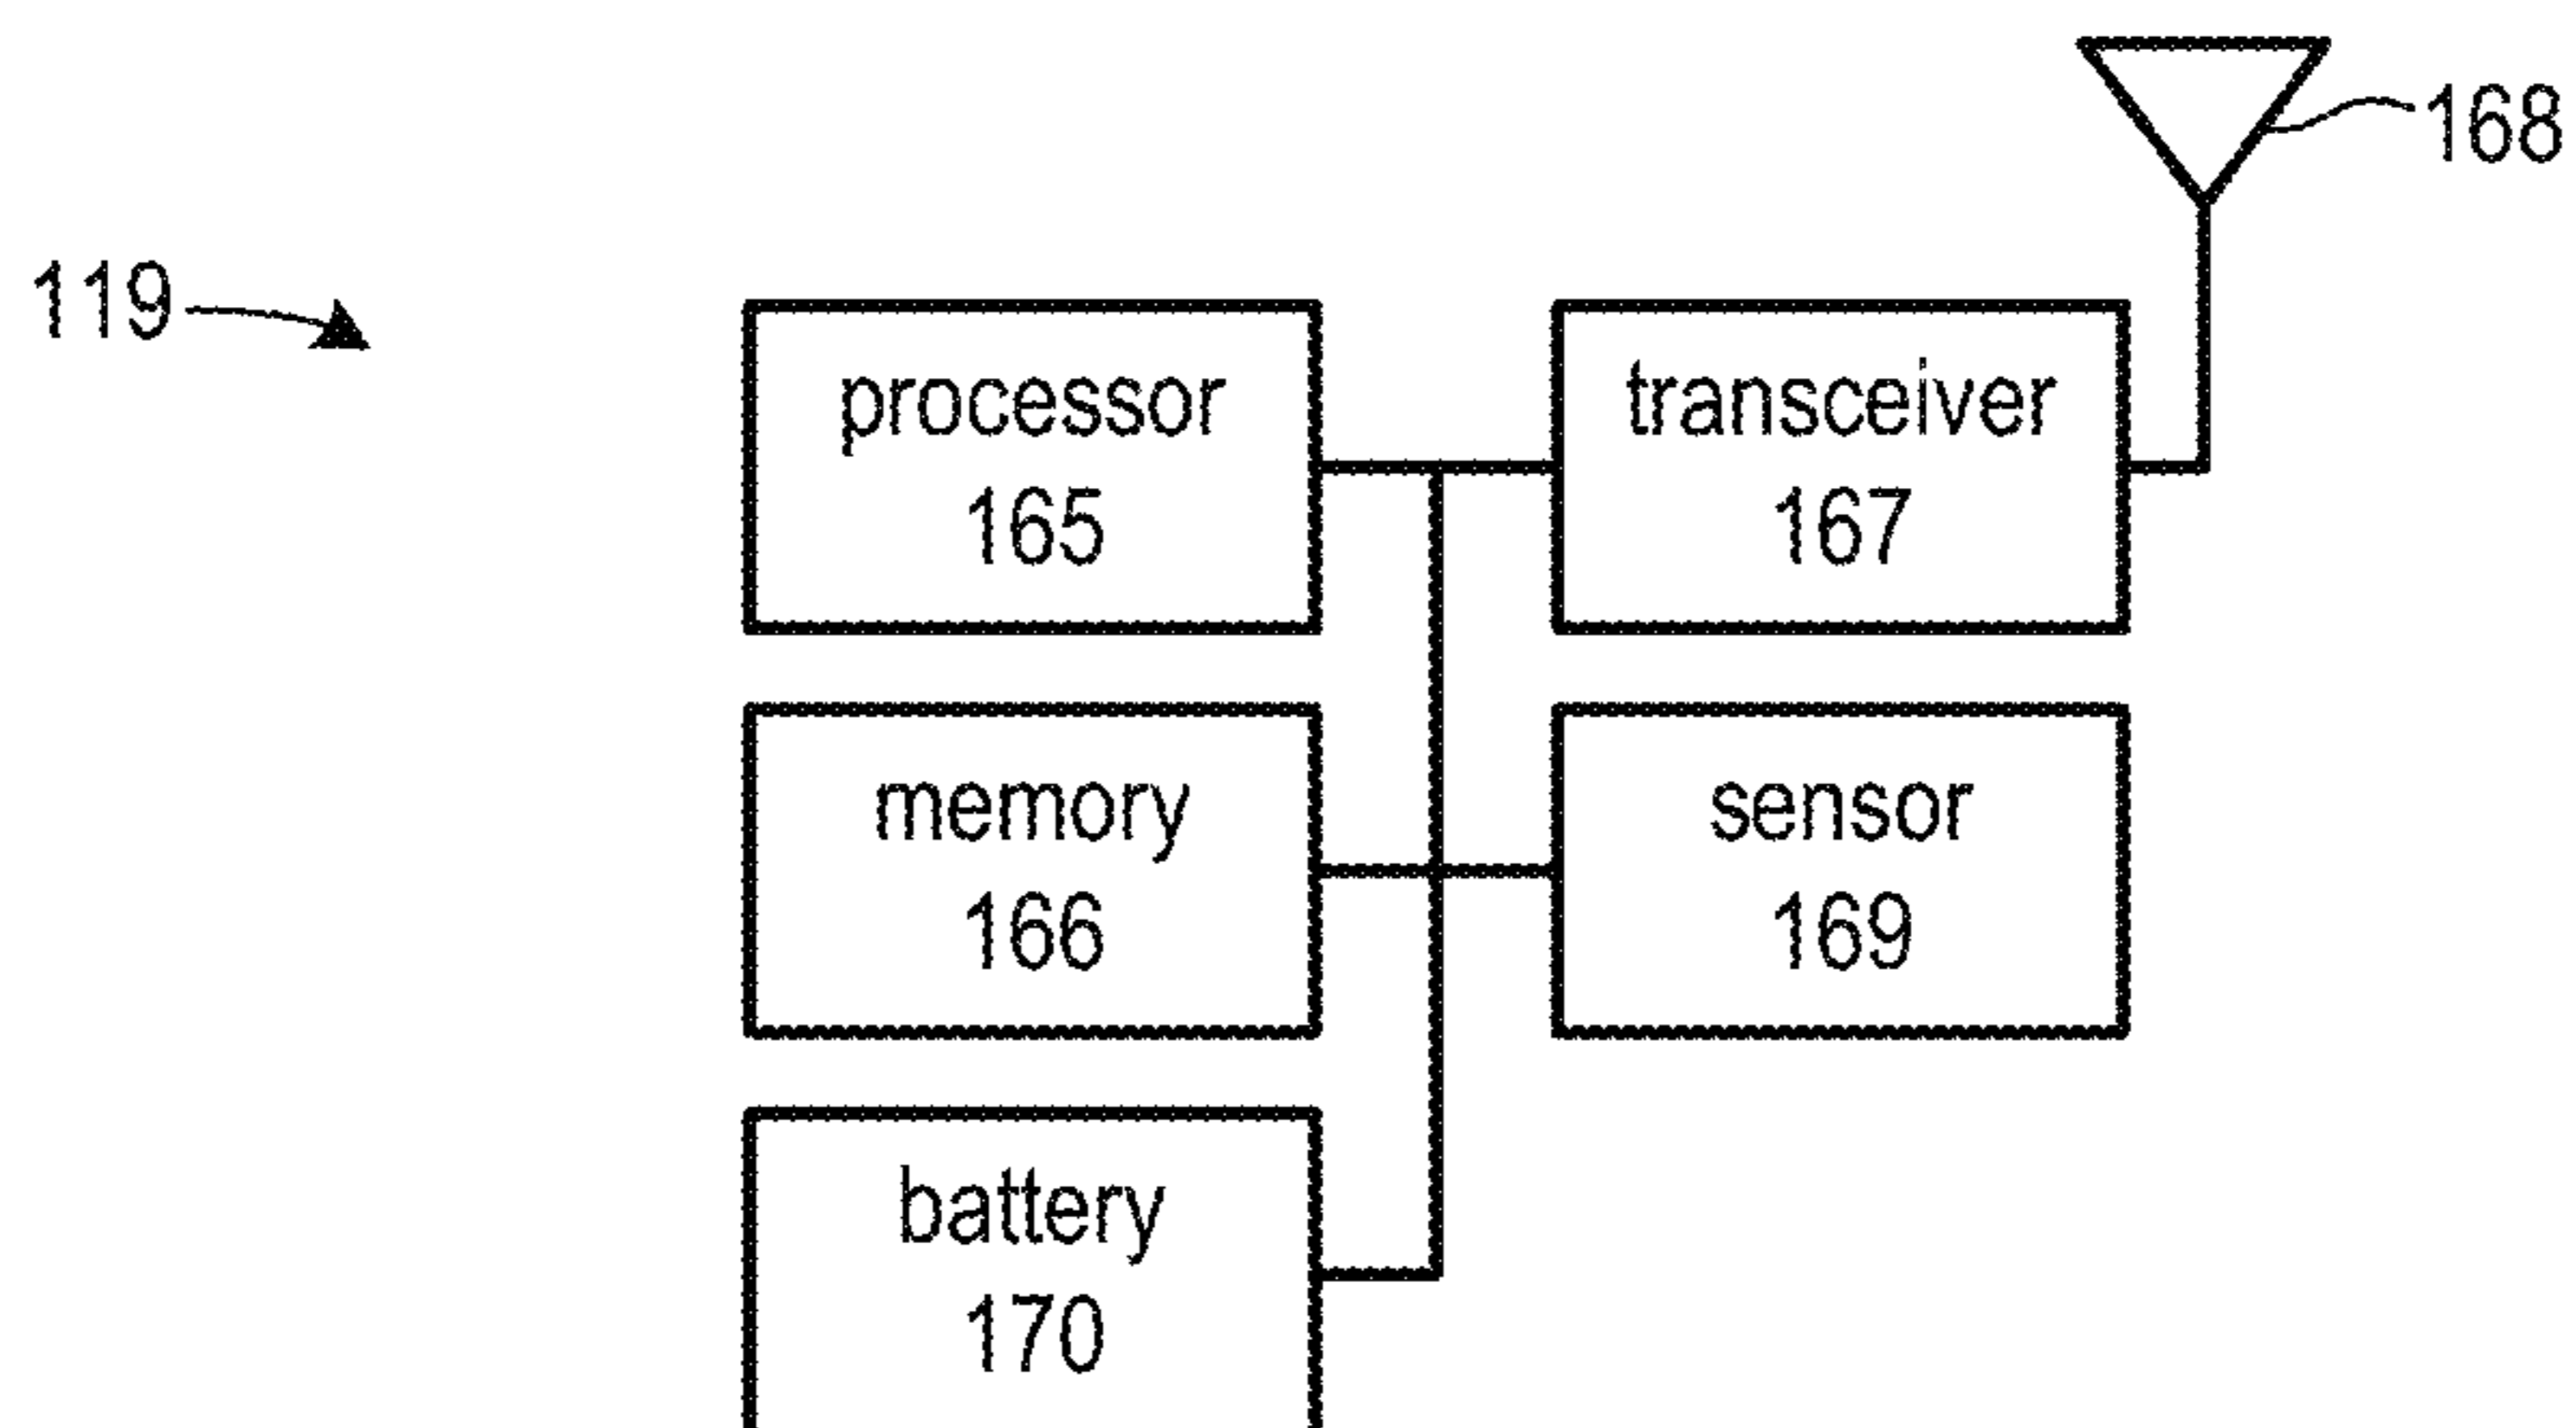 168
119
processor
165
transceiver
167
memory
166
sensor
169
battery
170